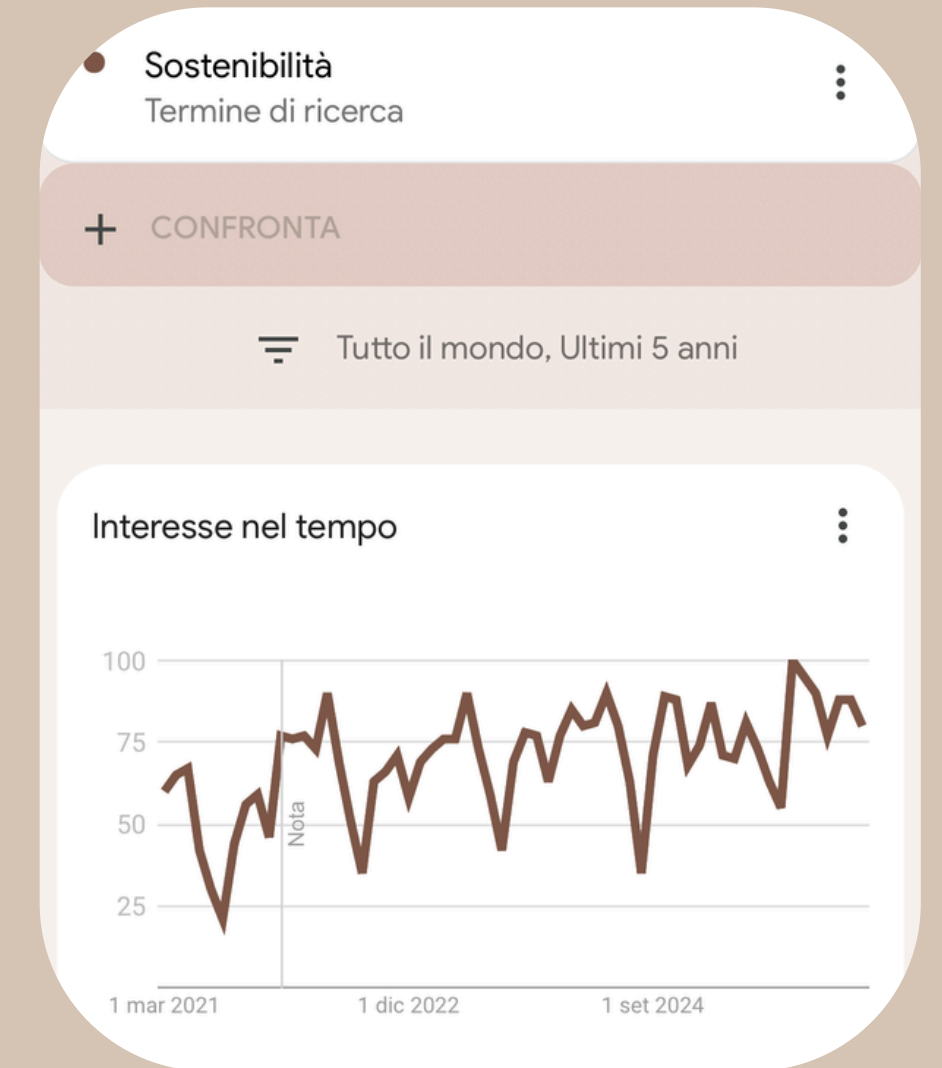 Sostenibilità
Termine di ricerca
CONFRONTA
Tutto il mondo, Ultimi 5 anni
Interesse nel tempo
100
75
50
25
Nota
1 mar 2021
1 dic 2022
1 set 2024